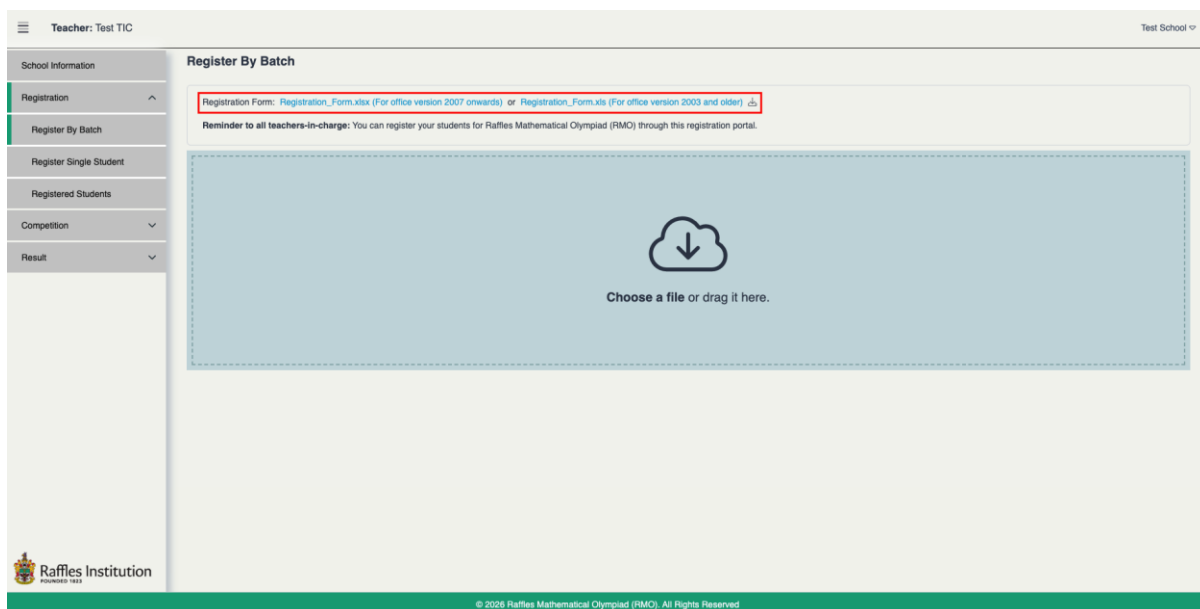 Teacher: Test TIC
Test School
School Information
Registration
Register By Batch
Register Single Student
Registered Students
Competition
Result
Register By Batch
Registration Form: Registration_Form.xlsx (For office version 2007 onwards) or Registration_Form.xls (For office version 2003 and older)
Reminder to all teachers-in-charge: You can register your students for Raffles Mathematical Olympiad (RMO) through this registration portal.
Choose a file or drag it here.
Raffles Institution
FOUNDED 1823
© 2026 Raffles Mathematical Olympiad (RMO). All Rights Reserved